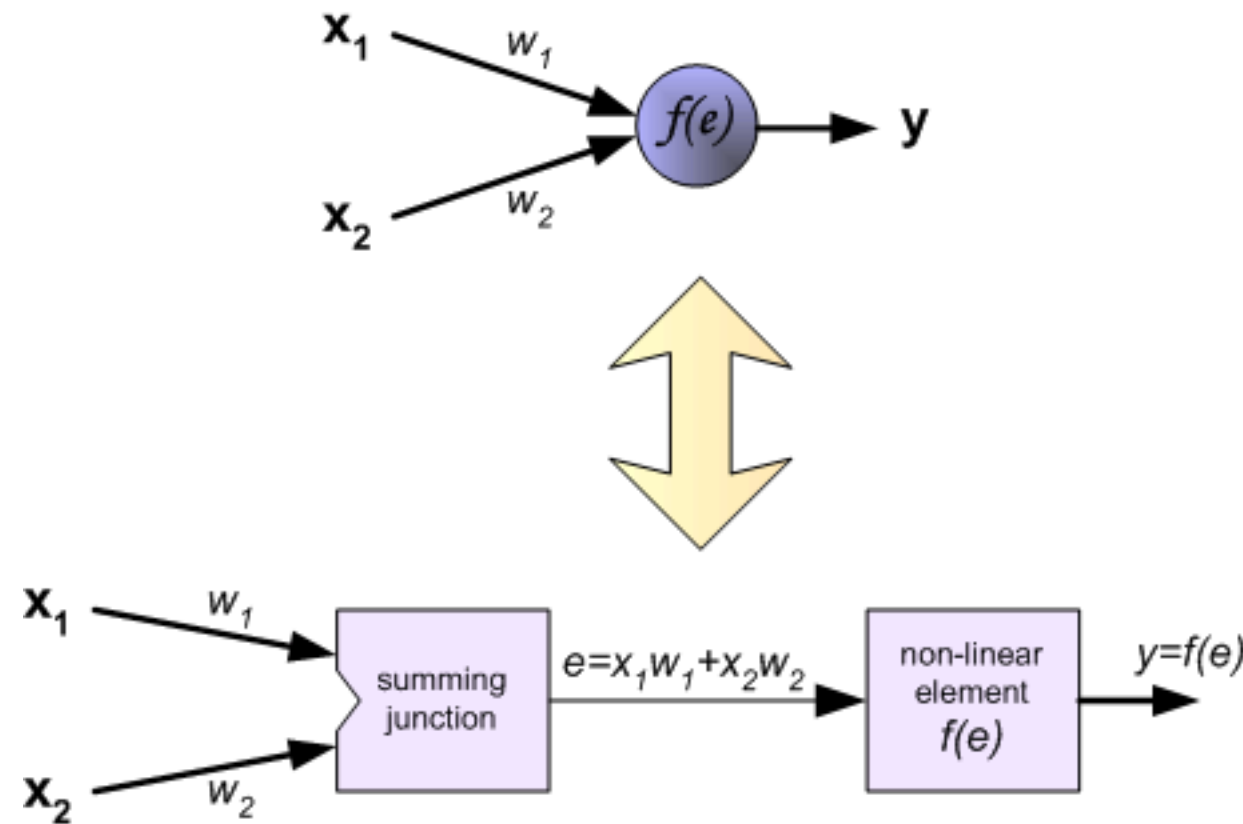 x₁
w₁
f(e)
y
x₂
w₂
x₁
w₁
summing
junction
e=x₁w₁+x₂w₂
non-linear
element
f(e)
y=f(e)
x₂
w₂